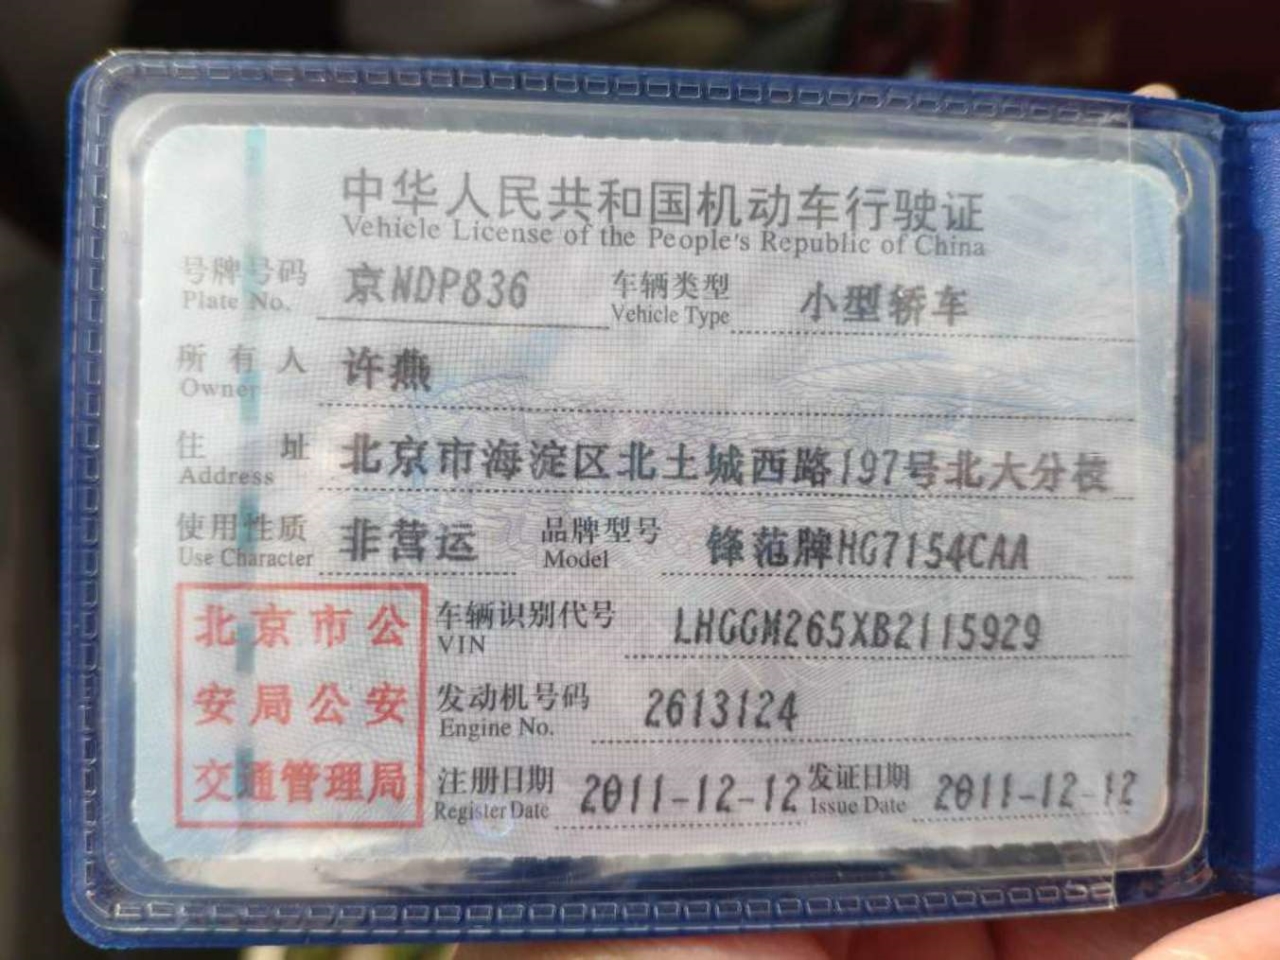 中华人民共和国机动车行驶证
Vehicle License of the People's Republic of China
号牌号码 京NDP836 车辆类型 小型轿车
Plate No. Vehicle Type
所有人 许燕
Owner
住址 北京市海淀区北土城西路197号北大分校
Address
使用性质 非营运 品牌型号 锋范牌HG7154CAA
Use Character Model
北京市公
安局公安
交通管理局
车辆识别代号 LHGGM265XB2115929
VIN
发动机号码 2613124
Engine No.
注册日期 2011-12-12 发证日期 2011-12-12
Register Date Issue Date